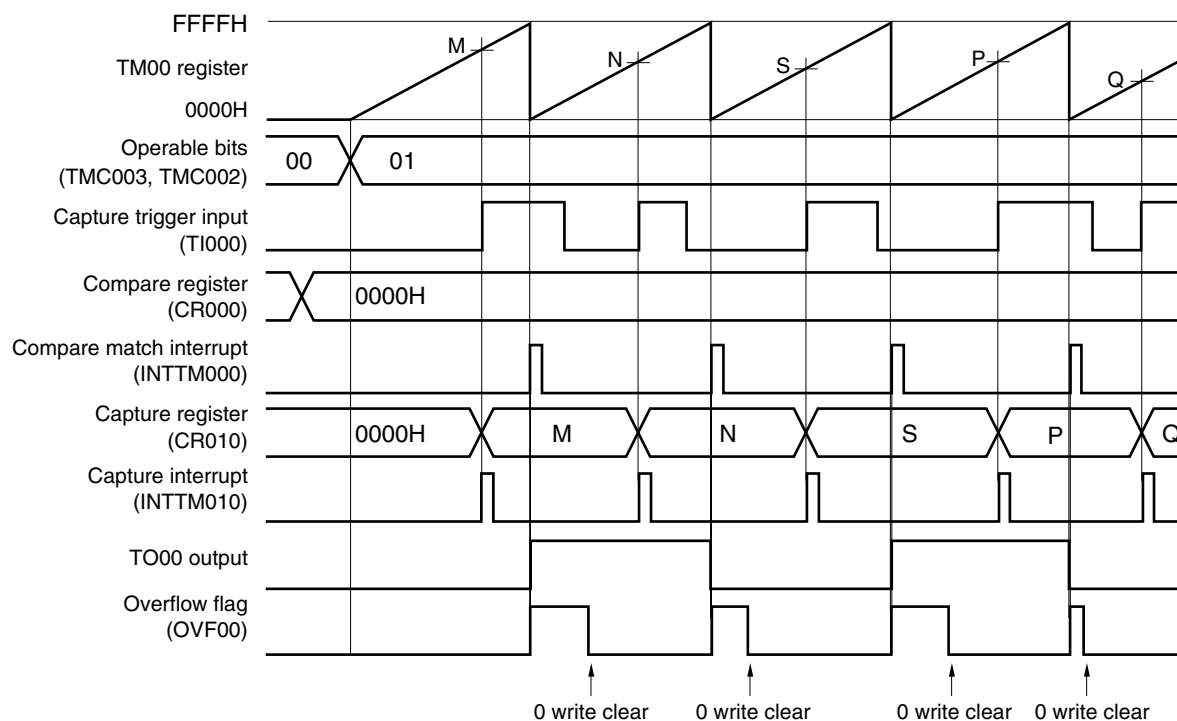 FFFFH
TM00 register
0000H
M
N
S
P
Q
Operable bits
(TMC003, TMC002)
00
01
Capture trigger input
(TI000)
Compare register
(CR000)
0000H
Compare match interrupt
(INTTM000)
Capture register
(CR010)
0000H
M
N
S
P
Q
Capture interrupt
(INTTM010)
TO00 output
Overflow flag
(OVF00)
0 write clear
0 write clear
0 write clear
0 write clear